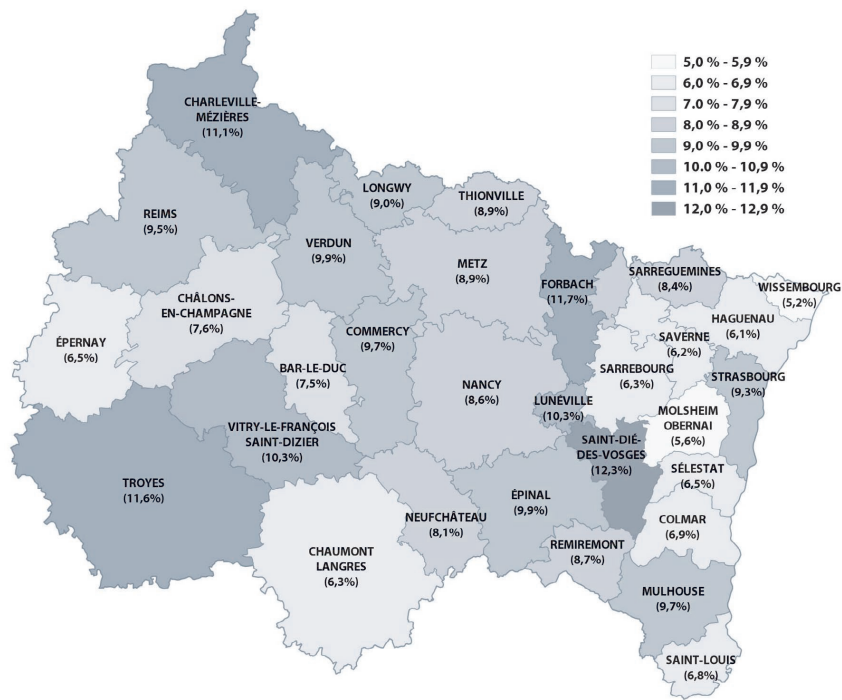 5,0 % - 5,9 %
6,0 % - 6,9 %
7.0 % - 7,9 %
8,0 % - 8,9 %
9,0 % - 9,9 %
10.0 % - 10,9 %
11,0 % - 11,9 %
12,0 % - 12,9 %
CHARLEVILLE-
MÉZIÈRES
(11,1%)
LONGWY
(9,0%)
THIONVILLE
(8,9%)
REIMS
(9,5%)
VERDUN
(9,9%)
METZ
(8,9%)
FORBACH
(11,7%)
SARREGUEMINES
(8,4%)
WISSEMBOURG
(5,2%)
CHÂLONS-
EN-CHAMPAGNE
(7,6%)
HAGUENAU
(6,1%)
ÉPERNAY
(6,5%)
COMMERCY
(9,7%)
SAVERNE
(6,2%)
BAR-LE-DUC
(7,5%)
SARREBOURG
(6,3%)
STRASBOURG
(9,3%)
NANCY
(8,6%)
LUNÉVILLE
(10,3%)
MOLSHEIM
OBERNAI
(5,6%)
VITRY-LE-FRANÇOIS
SAINT-DIZIER
(10,3%)
SAINT-DIÉ-
DES-VOSGES
(12,3%)
TROYES
(11,6%)
SÉLESTAT
(6,5%)
ÉPINAL
(9,9%)
NEUFCHÂTEAU
(8,1%)
COLMAR
(6,9%)
CHAUMONT
LANGRES
(6,3%)
REMIREMONT
(8,7%)
MULHOUSE
(9,7%)
SAINT-LOUIS
(6,8%)